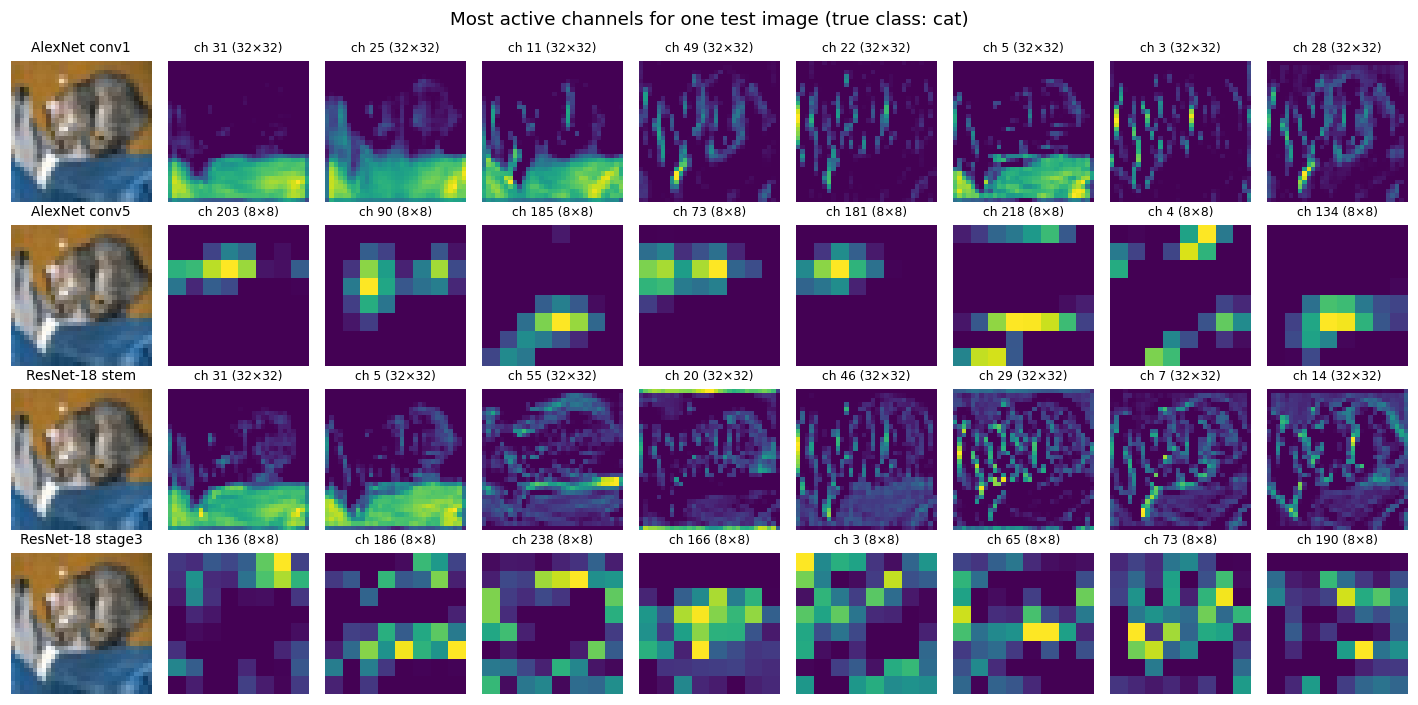 Most active channels for one test image (true class: cat)
AlexNet conv1 ch 31 (32×32) ch 25 (32×32) ch 11 (32×32) ch 49 (32×32) ch 22 (32×32) ch 5 (32×32) ch 3 (32×32) ch 28 (32×32)
AlexNet conv5 ch 203 (8×8) ch 90 (8×8) ch 185 (8×8) ch 73 (8×8) ch 181 (8×8) ch 218 (8×8) ch 4 (8×8) ch 134 (8×8)
ResNet-18 stem ch 31 (32×32) ch 5 (32×32) ch 55 (32×32) ch 20 (32×32) ch 46 (32×32) ch 29 (32×32) ch 7 (32×32) ch 14 (32×32)
ResNet-18 stage3 ch 136 (8×8) ch 186 (8×8) ch 238 (8×8) ch 166 (8×8) ch 3 (8×8) ch 65 (8×8) ch 73 (8×8) ch 190 (8×8)